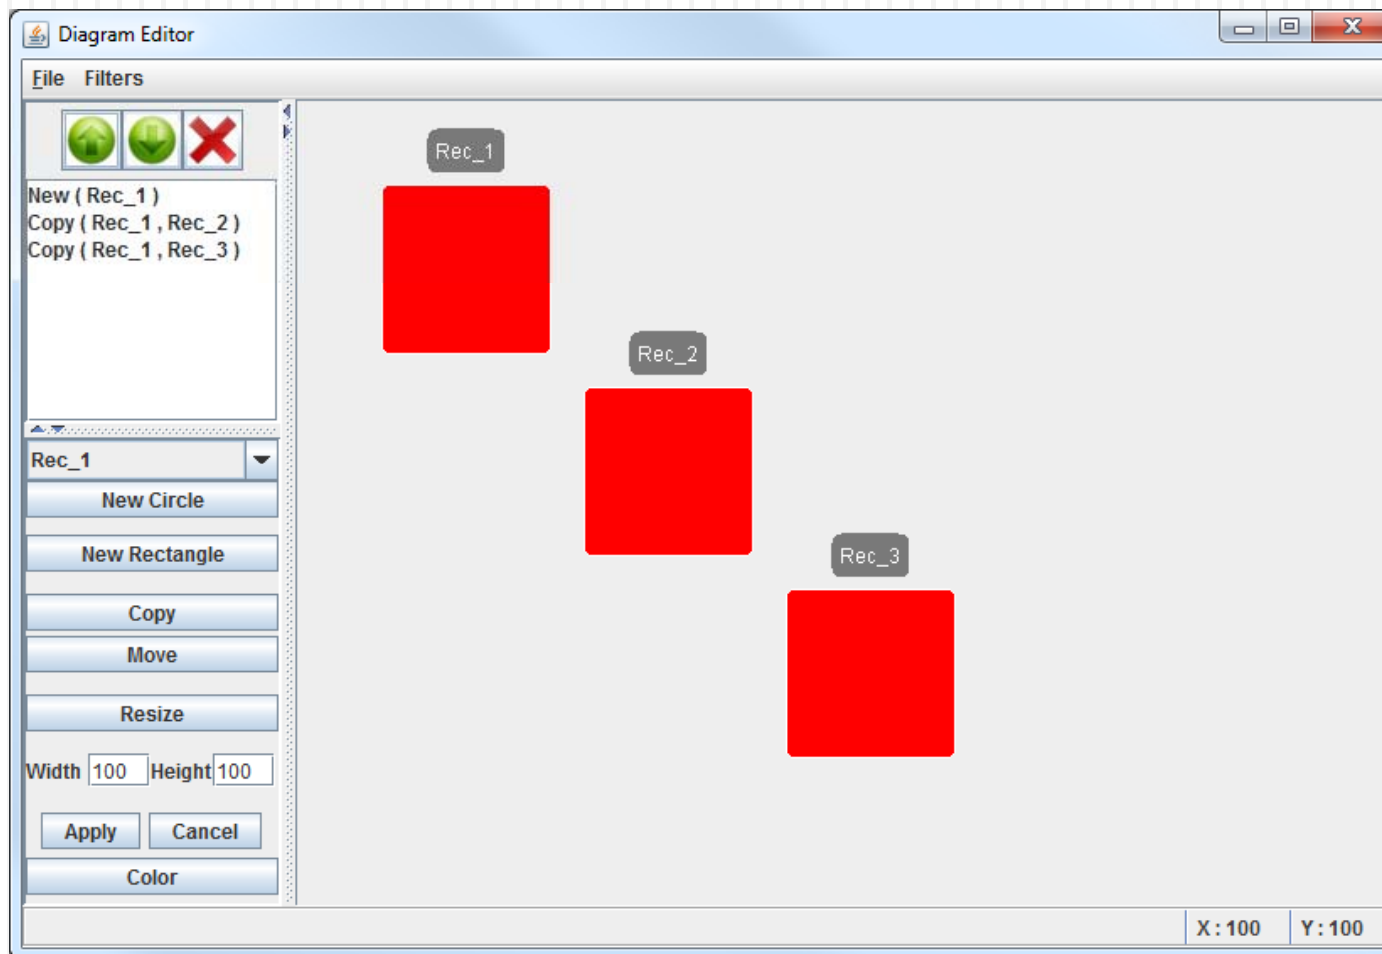 Diagram Editor
File Filters
New ( Rec_1 )
Copy ( Rec_1 , Rec_2 )
Copy ( Rec_1 , Rec_3 )
Rec_1
New Circle
New Rectangle
Copy
Move
Resize
Width 100 Height 100
Apply Cancel
Color
Rec_1
Rec_2
Rec_3
X : 100 Y : 100